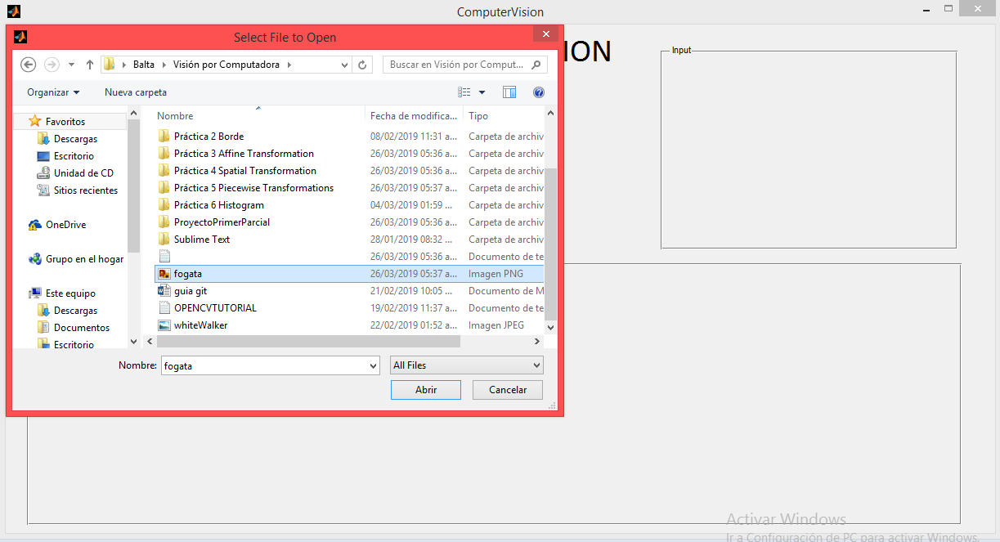 ComputerVision
Select File to Open
ION
Input
Balta Visión por Computadora
Buscar en Visión por Comput...
Organizar
Nueva carpeta
Nombre Fecha de modifica... Tipo
Favoritos
Descargas
Escritorio
Unidad de CD
Sitios recientes
OneDrive
Grupo en el hogar
Este equipo
Descargas
Documentos
Escritorio
Práctica 2 Borde 08/02/2019 11:31 a... Carpeta de archiv
Práctica 3 Affine Transformation 26/03/2019 05:36 a... Carpeta de archiv
Práctica 4 Spatial Transformation 26/03/2019 05:36 a... Carpeta de archiv
Práctica 5 Piecewise Transformations 26/03/2019 05:37 a... Carpeta de archiv
Práctica 6 Histogram 04/03/2019 01:59 ... Carpeta de archiv
ProyectoPrimerParcial 26/03/2019 05:36 a... Carpeta de archiv
Sublime Text 28/01/2019 08:32 ... Carpeta de archiv
26/03/2019 05:36 a... Documento de te
fogata 26/03/2019 05:37 a... Imagen PNG
guia git 21/02/2019 10:05 ... Documento de M
OPENCVTUTORIAL 19/02/2019 11:37 a... Documento de te
whiteWalker 22/02/2019 01:52 a... Imagen JPEG
Nombre: fogata All Files
Abrir Cancelar
Activar Windows
Ir a Configuración de PC para activar Windows.